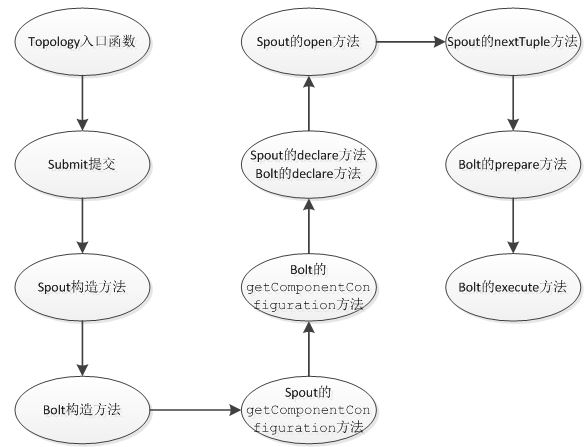 Topology入口函数
Submit提交
Spout构造方法
Bolt构造方法
Spout的
getComponentCon
figuration方法
Bolt的
getComponentCon
figuration方法
Spout的declare方法
Bolt的declare方法
Spout的open方法
Spout的nextTuple方法
Bolt的prepare方法
Bolt的execute方法